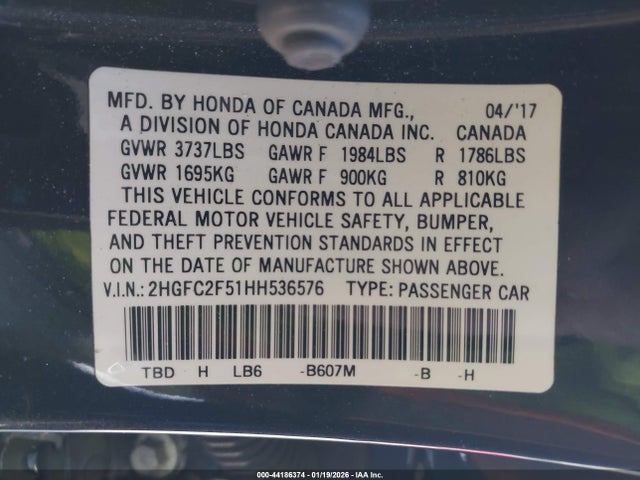 MFD. BY HONDA OF CANADA MFG., 04/'17
A DIVISION OF HONDA CANADA INC. CANADA
GVWR 3737LBS GAWR F 1984LBS R 1786LBS
GVWR 1695KG GAWR F 900KG R 810KG
THIS VEHICLE CONFORMS TO ALL APPLICABLE
FEDERAL MOTOR VEHICLE SAFETY, BUMPER,
AND THEFT PREVENTION STANDARDS IN EFFECT
ON THE DATE OF MANUFACTURE SHOWN ABOVE.
V.I.N.: 2HGFC2F51HH536576 TYPE: PASSENGER CAR
TBD H LB6 -B607M -B -H
000-44186374 | 01/19/2026 - IAA Inc.